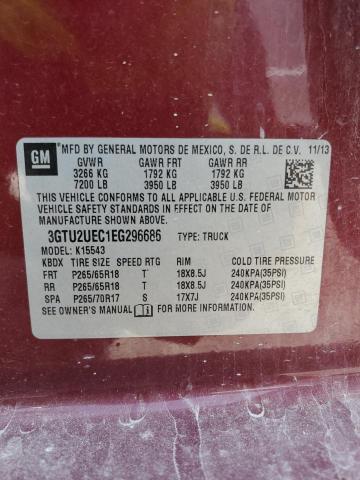 GM MFD BY GENERAL MOTORS DE MEXICO, S. DE R.L. DE C.V. 11/13
GVWR GAWR FRT GAWR RR
3266 KG 1792 KG 1792 KG
7200 LB 3950 LB 3950 LB
THIS VEHICLE CONFORMS TO ALL APPLICABLE U.S. FEDERAL MOTOR
VEHICLE SAFETY STANDARDS IN EFFECT ON THE DATE OF
MANUFACTURE SHOWN ABOVE.
3GTU2UEC1EG296686 TYPE: TRUCK
MODEL: K15543
KBDX TIRE SIZE SPEED RTG RIM COLD TIRE PRESSURE
FRT P265/65R18 T 18X8.5J 240KPA(35PSI)
RR P265/65R18 T 18X8.5J 240KPA(35PSI)
SPA P265/70R17 S 17X7J 240KPA(35PSI)
SEE OWNER'S MANUAL FOR MORE INFORMATION.